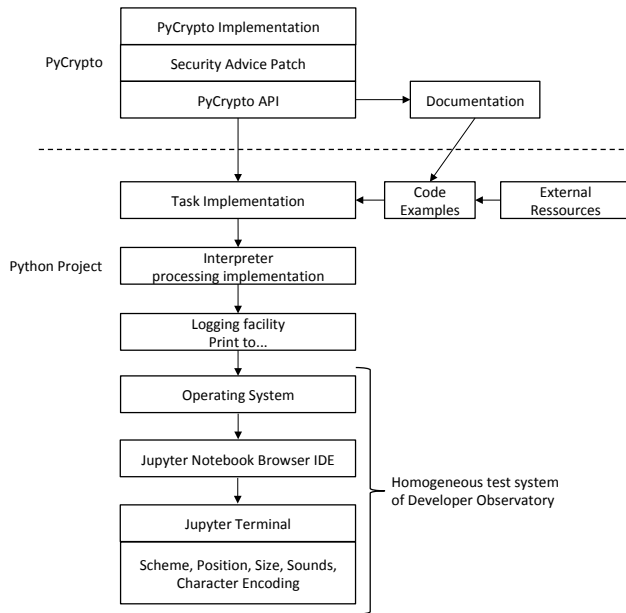 PyCrypto Implementation
PyCrypto
Security Advice Patch
PyCrypto API
Documentation
Task Implementation
Code
Examples
External
Ressources
Python Project
Interpreter
processing implementation
Logging facility
Print to...
Operating System
Jupyter Notebook Browser IDE
Homogeneous test system
of Developer Observatory
Jupyter Terminal
Scheme, Position, Size, Sounds,
Character Encoding